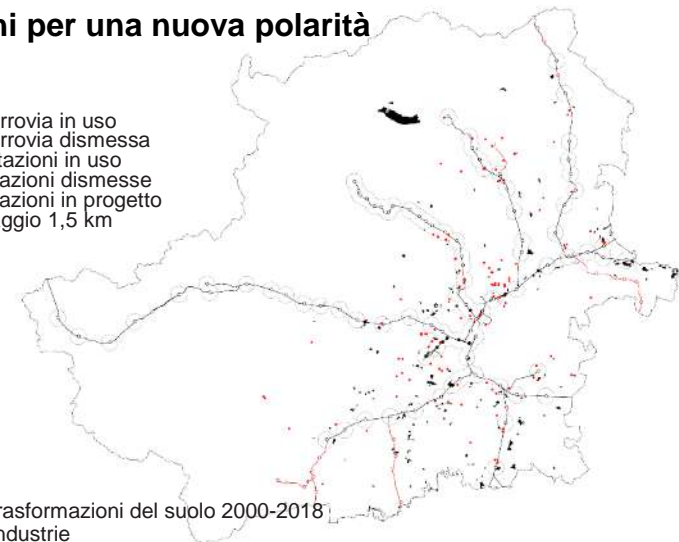 ni per una nuova polarità
rrovia in uso
rrovia dismessa
tazioni in uso
azioni dismesse
azioni in progetto
ggio 1,5 km
rasformazioni del suolo 2000-2018
ndustrie